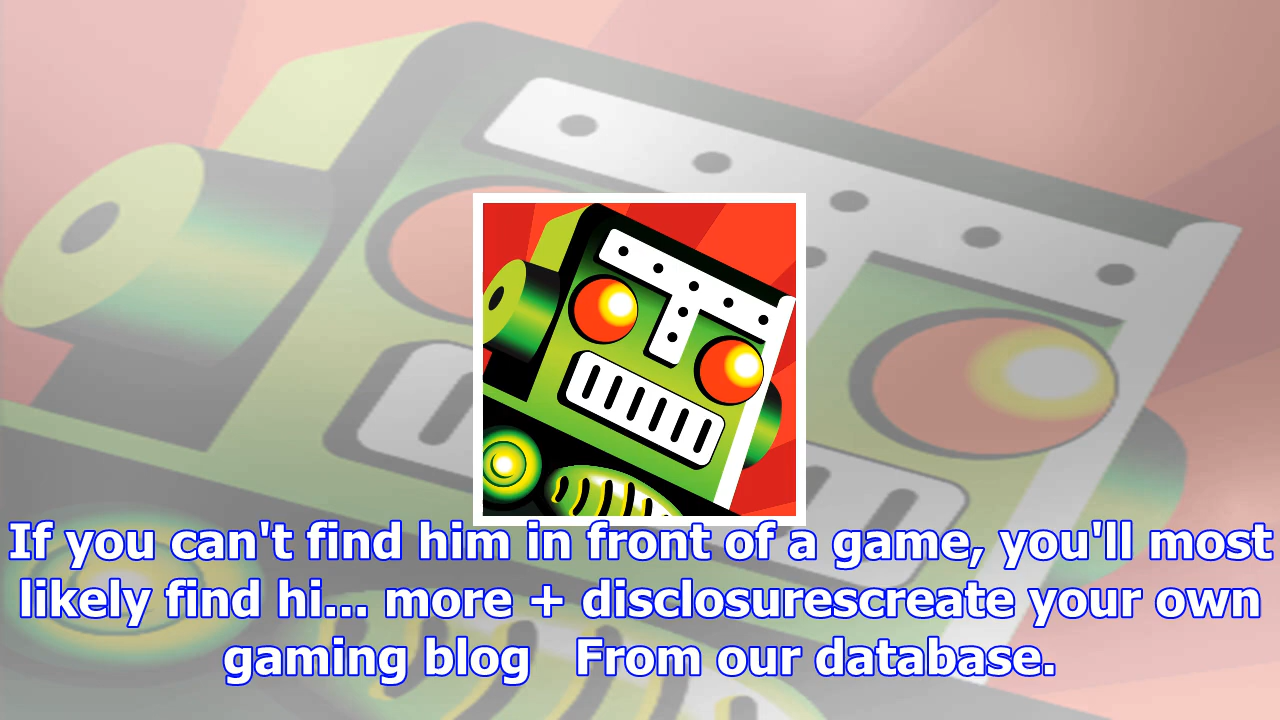 If you can't find him in front of a game, you'll most
likely find hi... more + disclosurescreate your own
gaming blog   From our database.